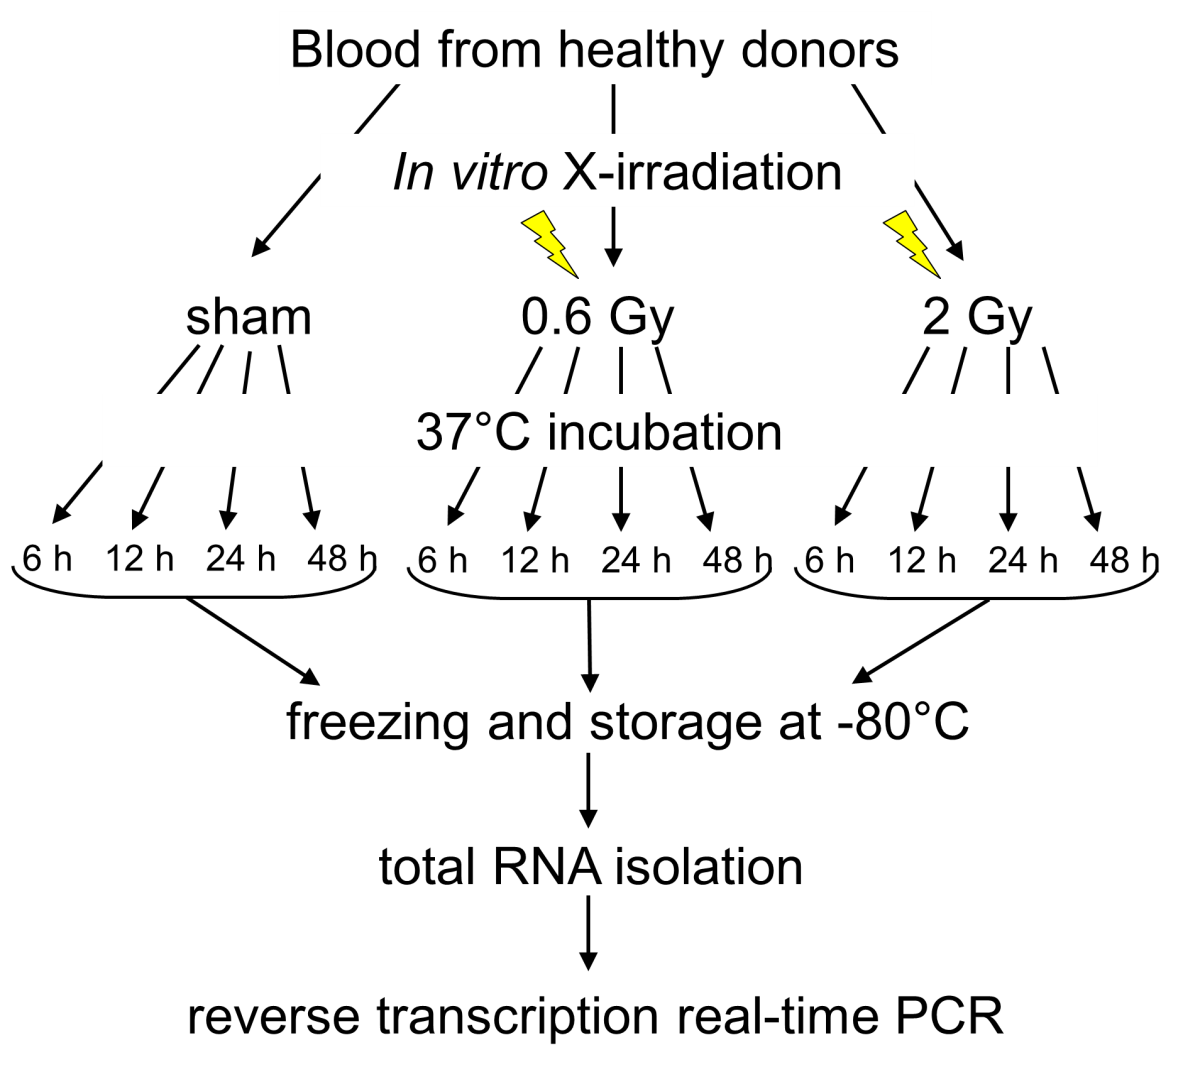 Blood from healthy donors
In vitro X-irradiation
sham 0.6 Gy 2 Gy
37°C incubation
6 h 12 h 24 h 48 h 6 h 12 h 24 h 48 h 6 h 12 h 24 h 48 h
freezing and storage at -80°C
total RNA isolation
reverse transcription real-time PCR